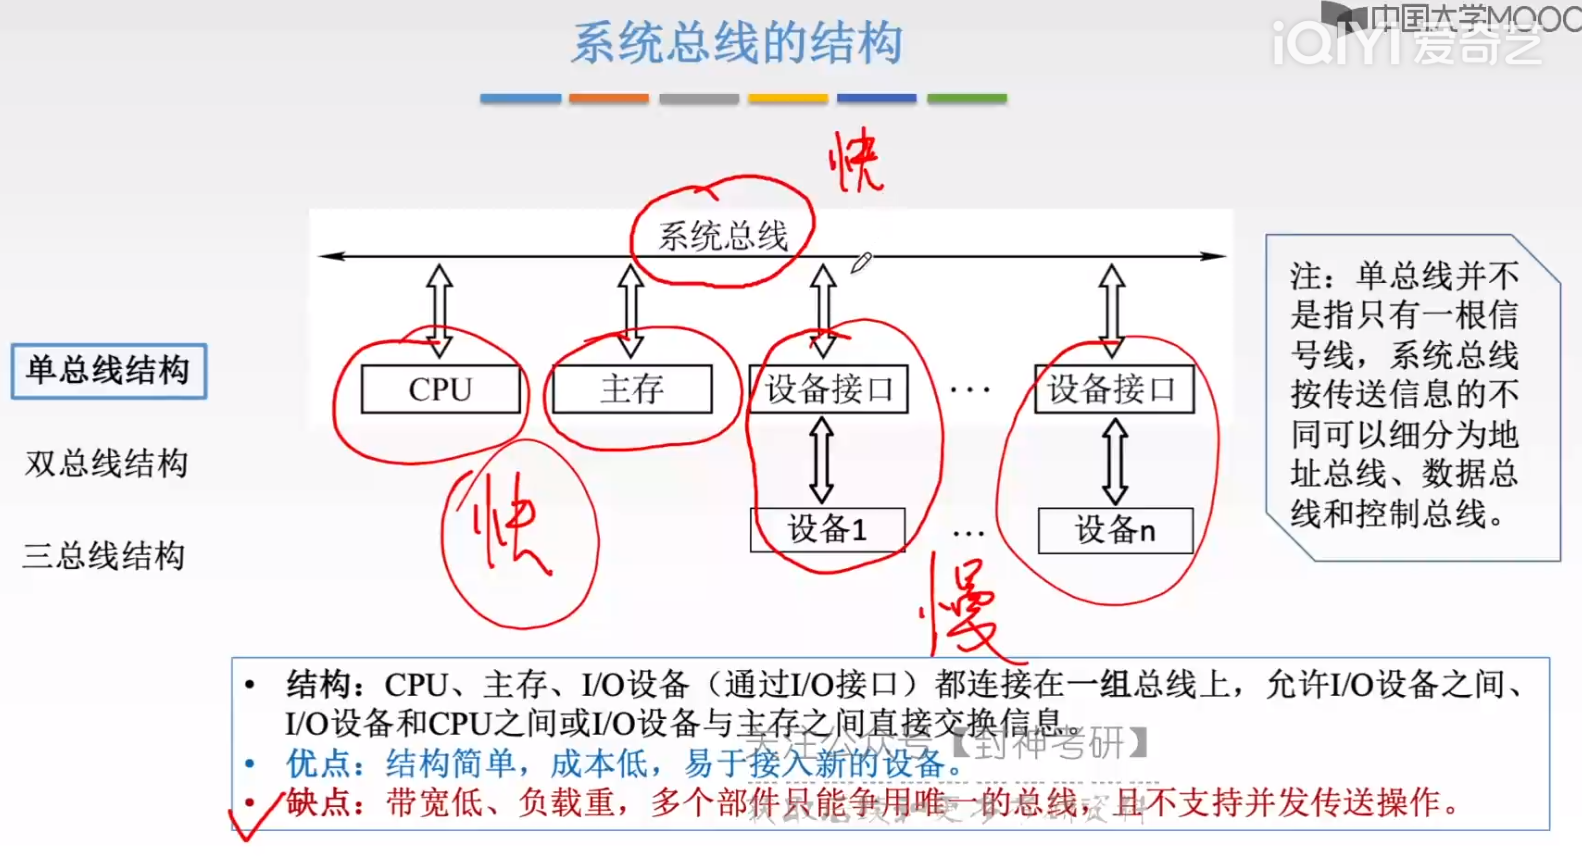 中国大学MOOC
iQIYI 爱奇艺
系统总线的结构
快
系统总线
注：单总线并不
是指只有一根信
号线，系统总线
按传送信息的不
同可以细分为地
址总线、数据总
线和控制总线。
单总线结构
CPU
主存
设备接口
···
设备接口
双总线结构
快
设备1
···
设备n
三总线结构
慢
• 结构：CPU、主存、I/O设备（通过I/O接口）都连接在一组总线上，允许I/O设备之间、
I/O设备和CPU之间或I/O设备与主存之间直接交换信息。
关注公众号【封神考研】
• 优点：结构简单，成本低，易于接入新的设备。
• 缺点：带宽低、负载重，多个部件只能争用唯一的总线，且不支持并发传送操作。